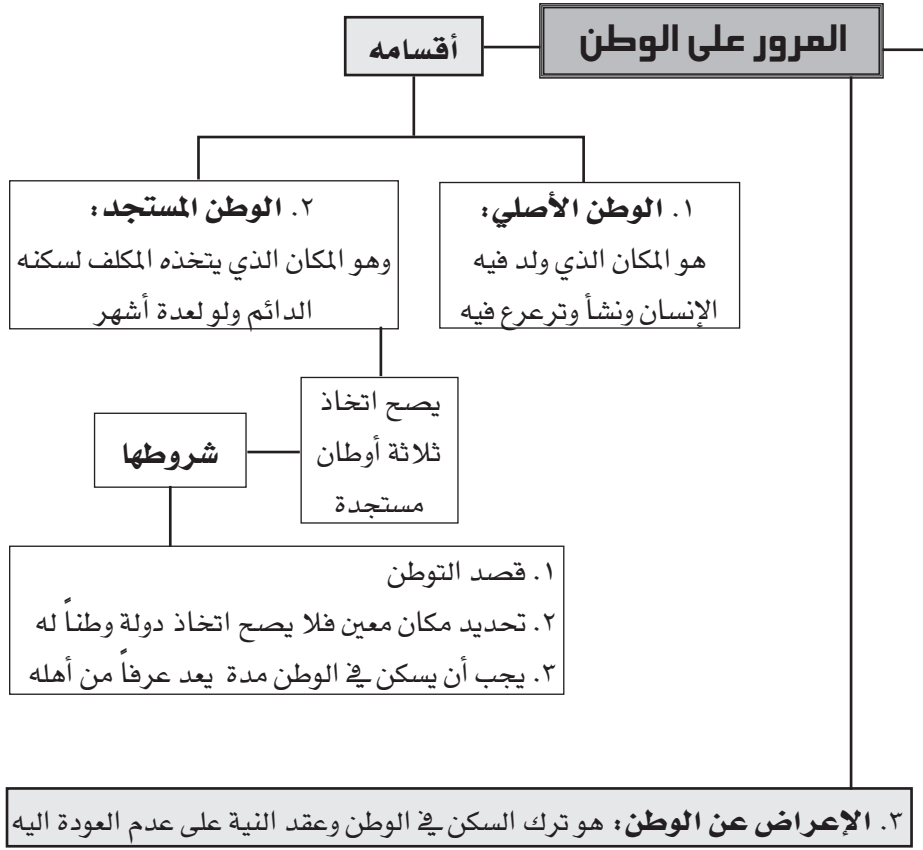 المرور على الوطن
أقسامه
١. الوطن الأصلي:
هو المكان الذي ولد فيه
الإنسان ونشأ وترعرع فيه
٢. الوطن المستجد:
وهو المكان الذي يتخذه المكلف لسكنه
الدائم ولو لعدة أشهر
يصح اتخاذ
ثلاثة أوطان
مستجدة
شروطها
١. قصد التوطن
٢. تحديد مكان معين فلا يصح اتخاذ دولة وطناً له
٣. يجب أن يسكن في الوطن مدة يعد عرفاً من أهله
٣. الإعراض عن الوطن: هو ترك السكن في الوطن وعقد النية على عدم العودة اليه